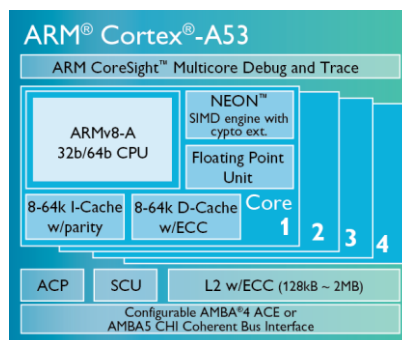 ARM® Cortex®-A53
ARM CoreSight™ Multicore Debug and Trace
NEON™
SIMD engine with
cypto ext.
ARMv8-A
32b/64b CPU
Floating Point
Unit
8-64k I-Cache
w/parity
8-64k D-Cache
w/ECC
Core
1
2
3
4
ACP
SCU
L2 w/ECC (128kB ~ 2MB)
Configurable AMBA®4 ACE or
AMBA5 CHI Coherent Bus Interface